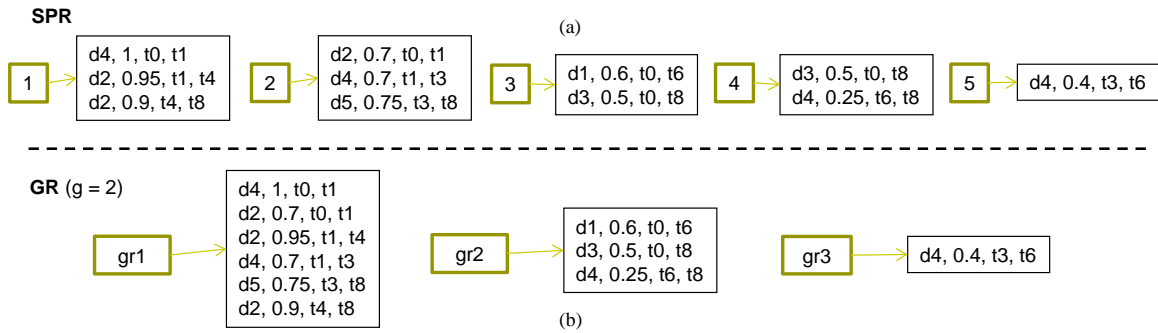 SPR
(a)
1
d4, 1, t0, t1
d2, 0.95, t1, t4
d2, 0.9, t4, t8
2
d2, 0.7, t0, t1
d4, 0.7, t1, t3
d5, 0.75, t3, t8
3
d1, 0.6, t0, t6
d3, 0.5, t0, t8
4
d3, 0.5, t0, t8
d4, 0.25, t6, t8
5
d4, 0.4, t3, t6
GR (g = 2)
gr1
d4, 1, t0, t1
d2, 0.7, t0, t1
d2, 0.95, t1, t4
d4, 0.7, t1, t3
d5, 0.75, t3, t8
d2, 0.9, t4, t8
gr2
d1, 0.6, t0, t6
d3, 0.5, t0, t8
d4, 0.25, t6, t8
gr3
d4, 0.4, t3, t6
(b)